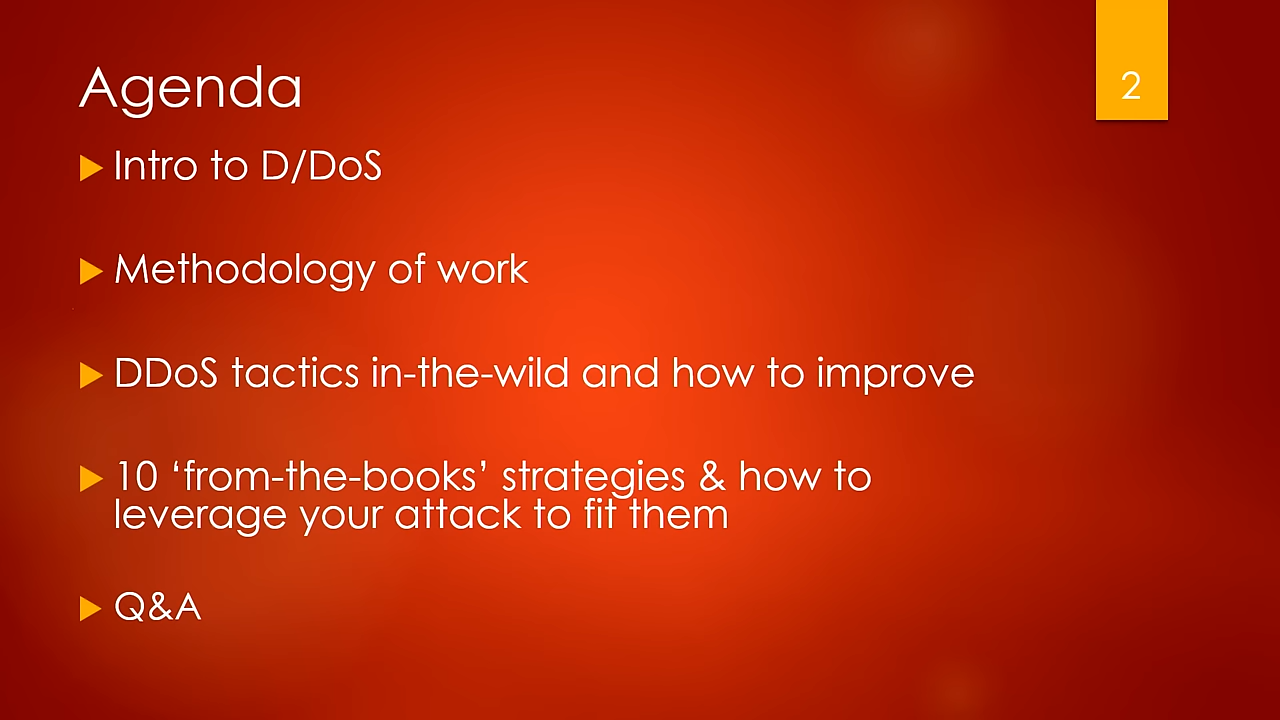 2
Agenda
Intro to D/DoS
Methodology of work
DDoS tactics in-the-wild and how to improve
10 ‘from-the-books’ strategies & how to
leverage your attack to fit them
Q&A